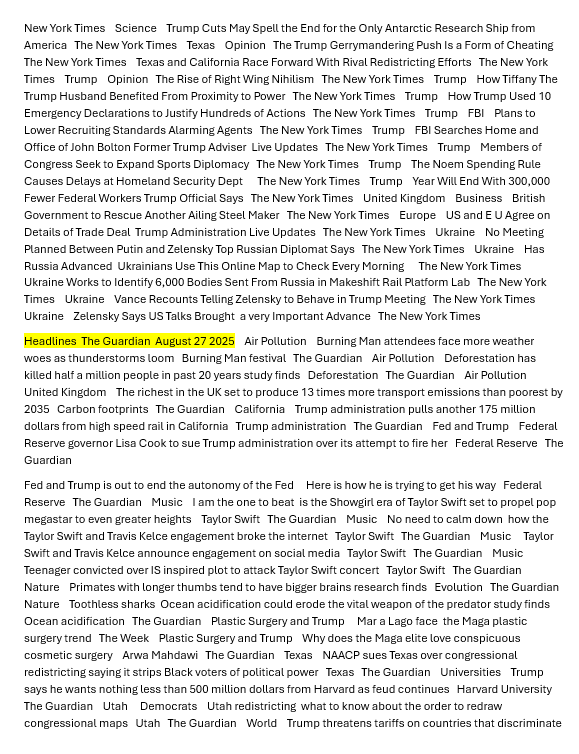 New York Times Science Trump Cuts May Spell the End for the Only Antarctic Research Ship from
America The New York Times Texas Opinion The Trump Gerrymandering Push Is a Form of Cheating
The New York Times Texas and California Race Forward With Rival Redistricting Efforts The New York
Times Trump Opinion The Rise of Right Wing Nihilism The New York Times Trump How Tiffany The
Trump Husband Benefited From Proximity to Power The New York Times Trump How Trump Used 10
Emergency Declarations to Justify Hundreds of Actions The New York Times Trump FBI Plans to
Lower Recruiting Standards Alarming Agents The New York Times Trump FBI Searches Home and
Office of John Bolton Former Trump Adviser Live Updates The New York Times Trump Members of
Congress Seek to Expand Sports Diplomacy The New York Times Trump The Noem Spending Rule
Causes Delays at Homeland Security Dept The New York Times Trump Year Will End With 300,000
Fewer Federal Workers Trump Official Says The New York Times United Kingdom Business British
Government to Rescue Another Ailing Steel Maker The New York Times Europe US and E U Agree on
Details of Trade Deal Trump Administration Live Updates The New York Times Ukraine No Meeting
Planned Between Putin and Zelensky Top Russian Diplomat Says The New York Times Ukraine Has
Russia Advanced Ukrainians Use This Online Map to Check Every Morning The New York Times
Ukraine Works to Identify 6,000 Bodies Sent From Russia in Makeshift Rail Platform Lab The New York
Times Ukraine Vance Recounts Telling Zelensky to Behave in Trump Meeting The New York Times
Ukraine Zelensky Says US Talks Brought a very Important Advance The New York Times
Headlines The Guardian August 27 2025 Air Pollution Burning Man attendees face more weather
woes as thunderstorms loom Burning Man festival The Guardian Air Pollution Deforestation has
killed half a million people in past 20 years study finds Deforestation The Guardian Air Pollution
United Kingdom The richest in the UK set to produce 13 times more transport emissions than poorest by
2035 Carbon footprints The Guardian California Trump administration pulls another 175 million
dollars from high speed rail in California Trump administration The Guardian Fed and Trump Federal
Reserve governor Lisa Cook to sue Trump administration over its attempt to fire her Federal Reserve The
Guardian
Fed and Trump is out to end the autonomy of the Fed Here is how he is trying to get his way Federal
Reserve The Guardian Music I am the one to beat is the Showgirl era of Taylor Swift set to propel pop
megastar to even greater heights Taylor Swift The Guardian Music No need to calm down how the
Taylor Swift and Travis Kelce engagement broke the internet Taylor Swift The Guardian Music Taylor
Swift and Travis Kelce announce engagement on social media Taylor Swift The Guardian Music
Teenager convicted over IS inspired plot to attack Taylor Swift concert Taylor Swift The Guardian
Nature Primates with longer thumbs tend to have bigger brains research finds Evolution The Guardian
Nature Toothless sharks Ocean acidification could erode the vital weapon of the predator study finds
Ocean acidification The Guardian Plastic Surgery and Trump Mar a Lago face the Maga plastic
surgery trend The Week Plastic Surgery and Trump Why does the Maga elite love conspicuous
cosmetic surgery Arwa Mahdawi The Guardian Texas NAACP sues Texas over congressional
redistricting saying it strips Black voters of political power Texas The Guardian Universities Trump
says he wants nothing less than 500 million dollars from Harvard as feud continues Harvard University
The Guardian Utah Democrats Utah redistricting what to know about the order to redraw
congressional maps Utah The Guardian World Trump threatens tariffs on countries that discriminate